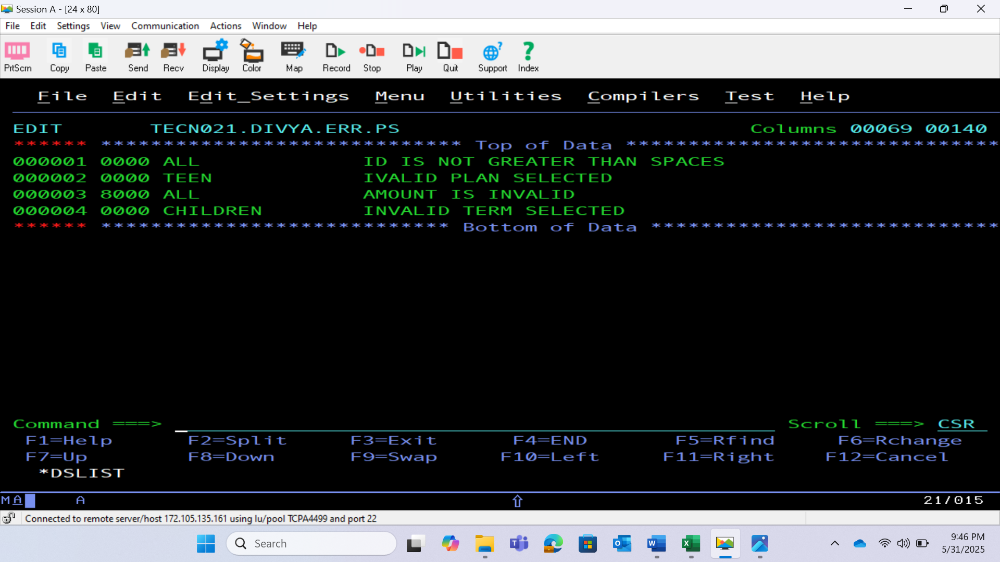 Session A - [24 x 80]
File Edit Settings View Communication Actions Window Help
PrtScrn Copy Paste Send Recv Display Color Map Record Stop Play Quit Support Index
File Edit Edit_Settings Menu Utilities Compilers Test Help
EDIT TECN021.DIVYA.ERR.PS Columns 00069 00140
****** ***************************** Top of Data ******************************
000001 0000 ALL ID IS NOT GREATER THAN SPACES
000002 0000 TEEN IVALID PLAN SELECTED
000003 8000 ALL AMOUNT IS INVALID
000004 0000 CHILDREN INVALID TERM SELECTED
****** **************************** Bottom of Data ****************************
Command ===> Scroll ===> CSR
F1=Help F2=Split F3=Exit F4=END F5=Rfind F6=Rchange
F7=Up F8=Down F9=Swap F10=Left F11=Right F12=Cancel
*DSLIST
MA A 21/015
Connected to remote server/host 172.105.135.161 using lu/pool TCPA4499 and port 22
Search 9:46 PM
5/31/2025